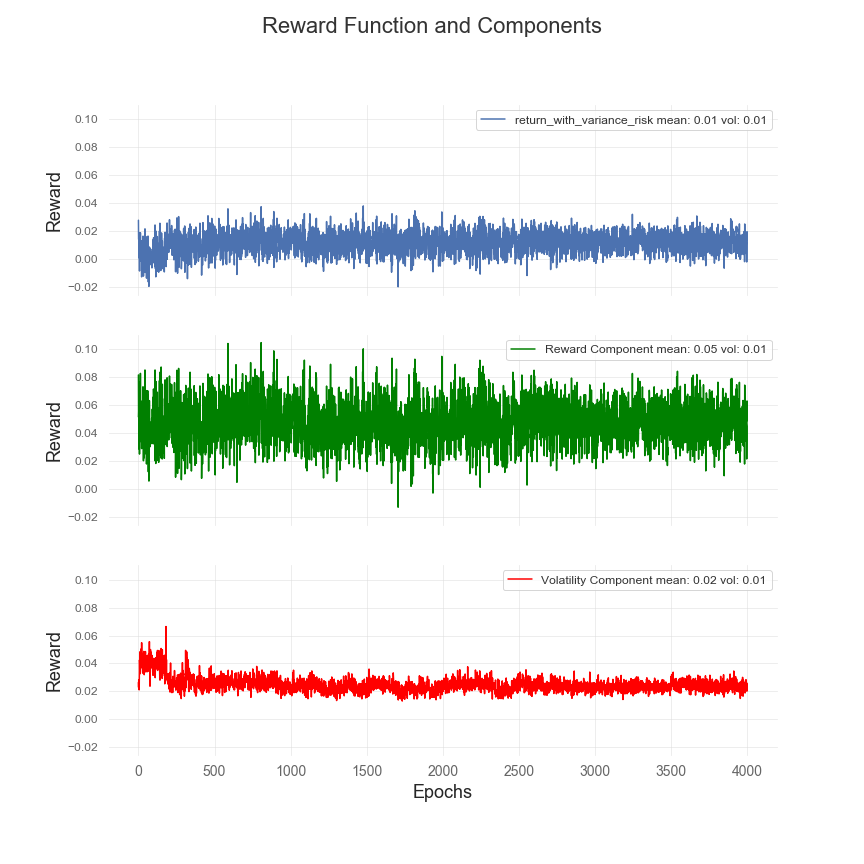 Reward Function and Components
return_with_variance_risk mean: 0.01 vol: 0.01
0.10
0.08
0.06
0.04
0.02
0.00
−0.02
Reward
Reward Component mean: 0.05 vol: 0.01
0.10
0.08
0.06
0.04
0.02
0.00
−0.02
Reward
Volatility Component mean: 0.02 vol: 0.01
0.10
0.08
0.06
0.04
0.02
0.00
−0.02
Reward
0 500 1000 1500 2000 2500 3000 3500 4000
Epochs